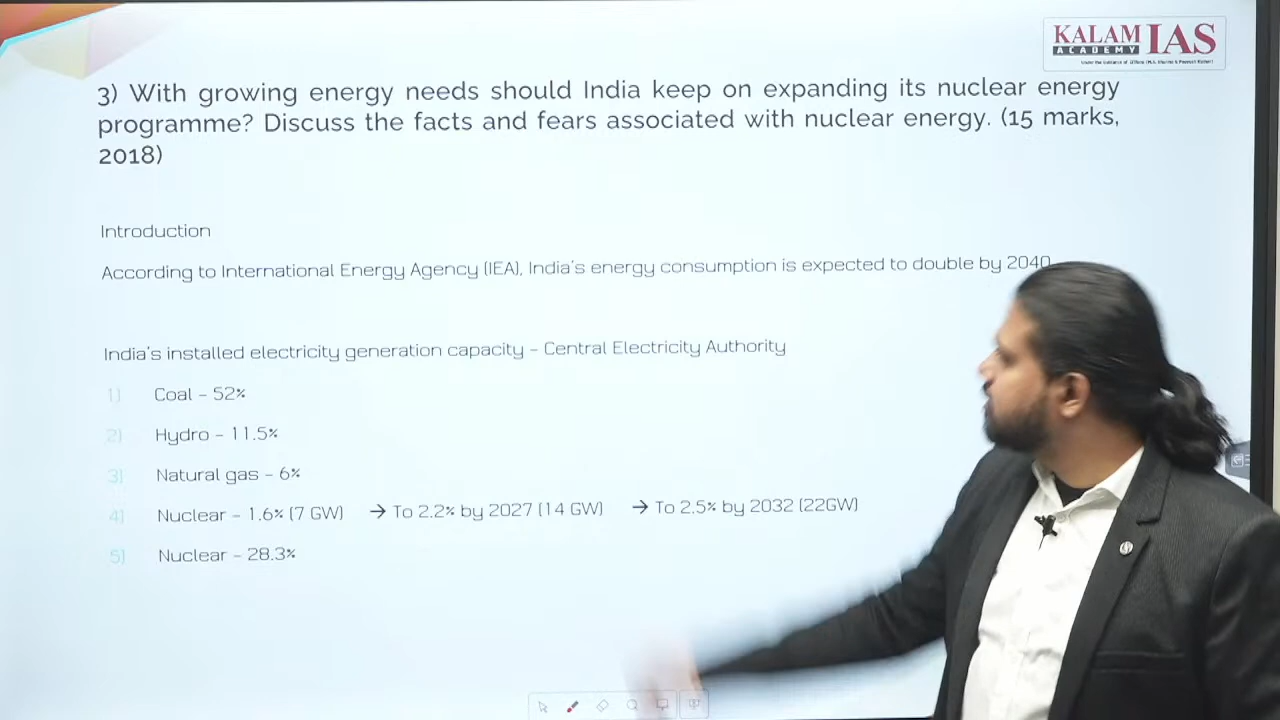 KALAM IAS
ACADEMY
3) With growing energy needs should India keep on expanding its nuclear energy
programme? Discuss the facts and fears associated with nuclear energy. (15 marks,
2018)
Introduction
According to International Energy Agency (IEA), India's energy consumption is expected to double by 2040
India's installed electricity generation capacity - Central Electricity Authority
1) Coal - 52%
2) Hydro - 11.5%
3) Natural gas - 6%
4) Nuclear - 1.6% (7 GW) → To 2.2% by 2027 (14 GW) → To 2.5% by 2032 (22GW)
5) Nuclear - 28.3%